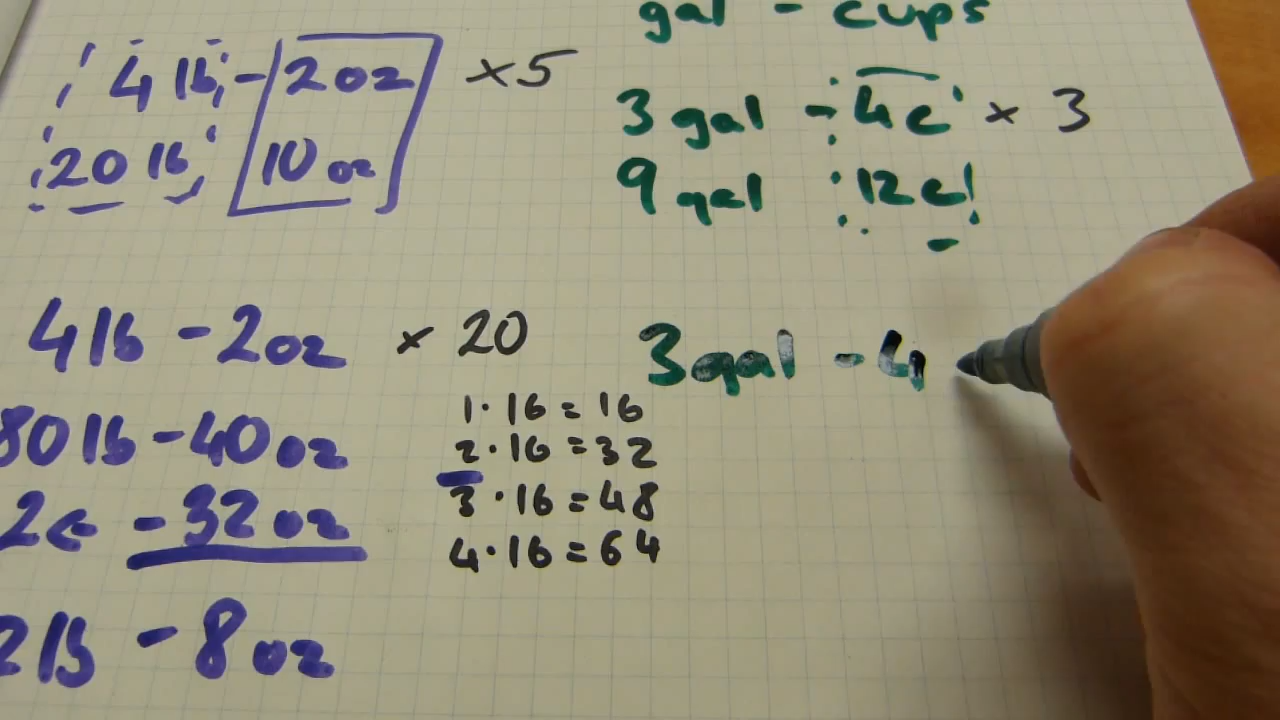 4 lb - 2 oz × 5
20 lb 10 oz
4 lb - 2 oz × 20
80 lb - 40 oz
2c - 32 oz
2 lb - 8 oz
1 · 16 = 16
2 · 16 = 32
3 · 16 = 48
4 · 16 = 64
gal - cups
3 gal - 4c × 3
9 gal 12c
3 gal - 4